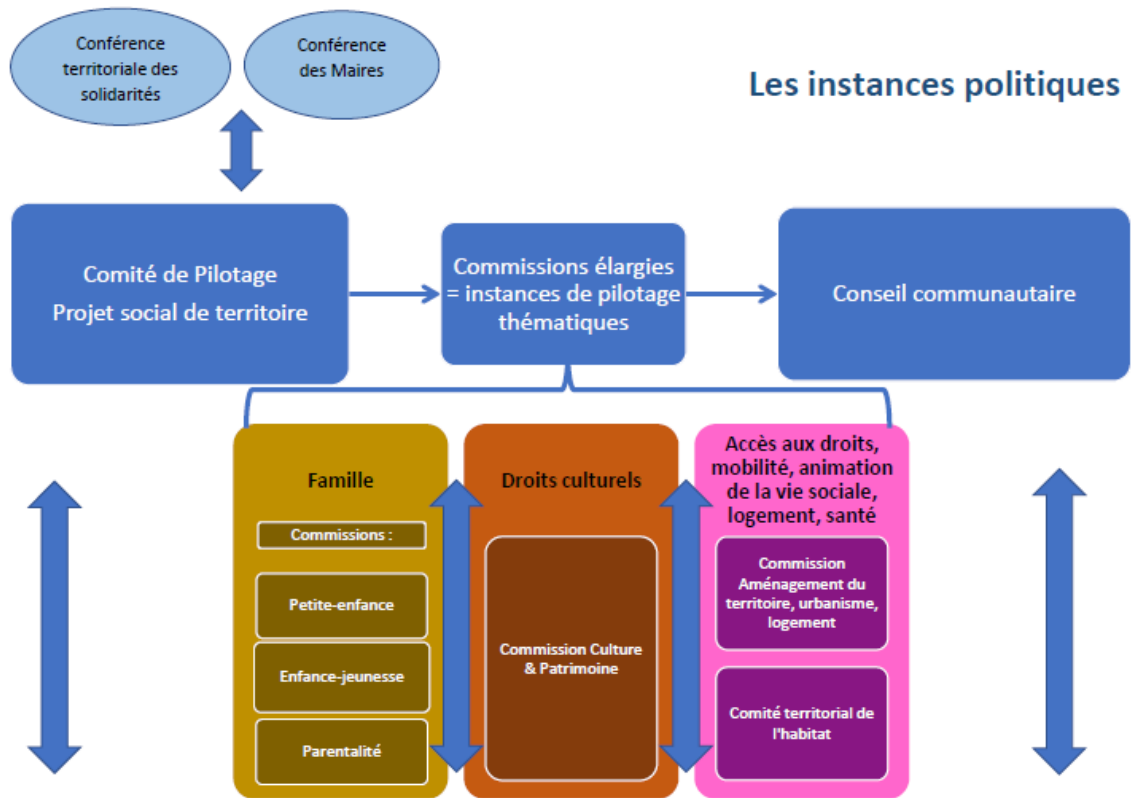 Conférence
territoriale des
solidarités
Conférence
des Maires
Les instances politiques
Comité de Pilotage
Projet social de territoire
Commissions élargies
= instances de pilotage
thématiques
Conseil communautaire
Famille
Commissions :
Petite-enfance
Enfance-jeunesse
Parentalité
Droits culturels
Commission Culture
& Patrimoine
Accès aux droits,
mobilité, animation
de la vie sociale,
logement, santé
Commission
Aménagement du
territoire, urbanisme,
logement
Comité territorial de
l'habitat